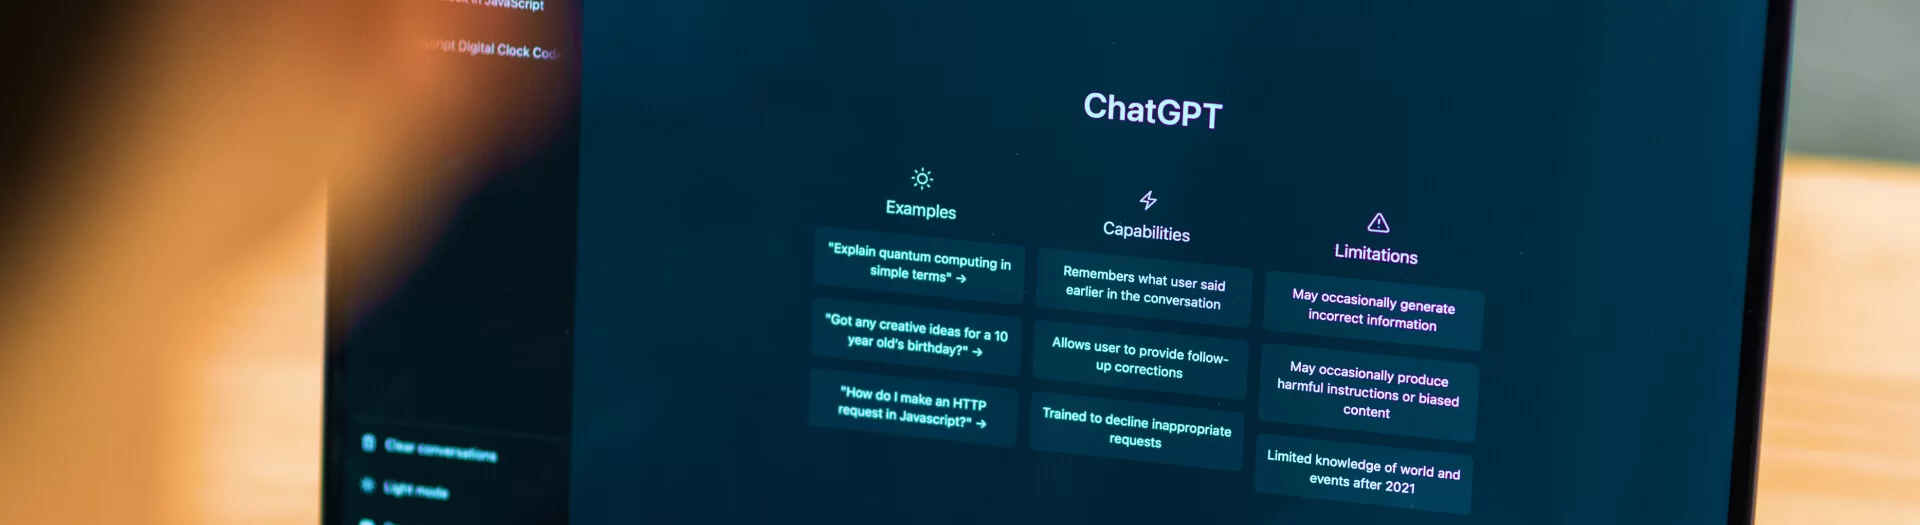 in JavaScript
Script Digital Clock Cod
ChatGPT
Examples
"Explain quantum computing in
simple terms" →
"Got any creative ideas for a 10
year old's birthday?" →
"How do I make an HTTP
request in Javascript?" →
Capabilities
Remembers what user said
earlier in the conversation
Allows user to provide follow-
up corrections
Trained to decline inappropriate
requests
Limitations
May occasionally generate
incorrect information
May occasionally produce
harmful instructions or biased
content
Limited knowledge of world and
events after 2021
Clear conversations
Light mode